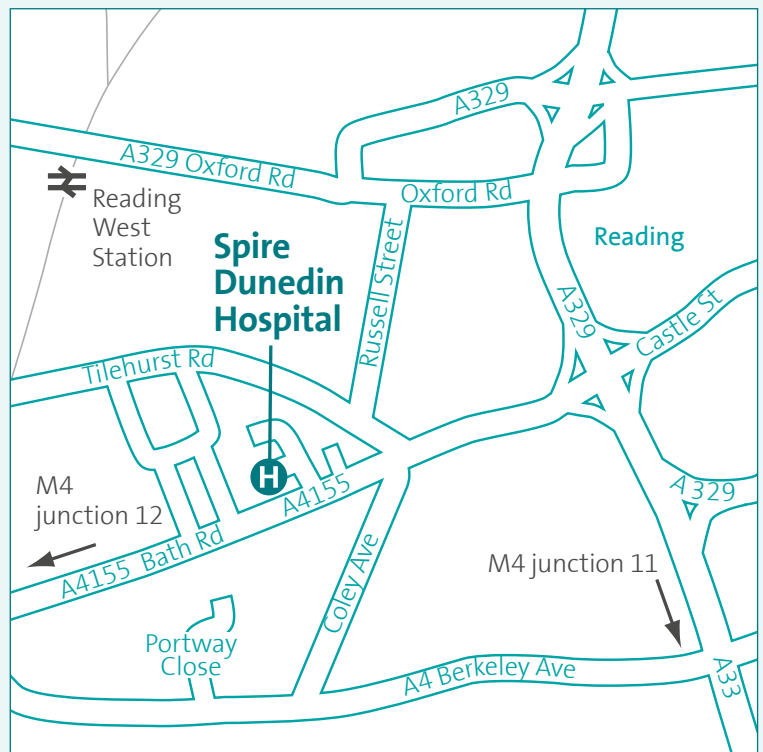 A329
A329 Oxford Rd
Oxford Rd
Reading
West
Station
Spire
Dunedin
Hospital
Russell Street
Reading
A329
Castle St
Tilehurst Rd
H
M4
junction 12
A4155
A329
A4155 Bath Rd
Coley Ave
M4 junction 11
Portway
Close
A4 Berkeley Ave
A33